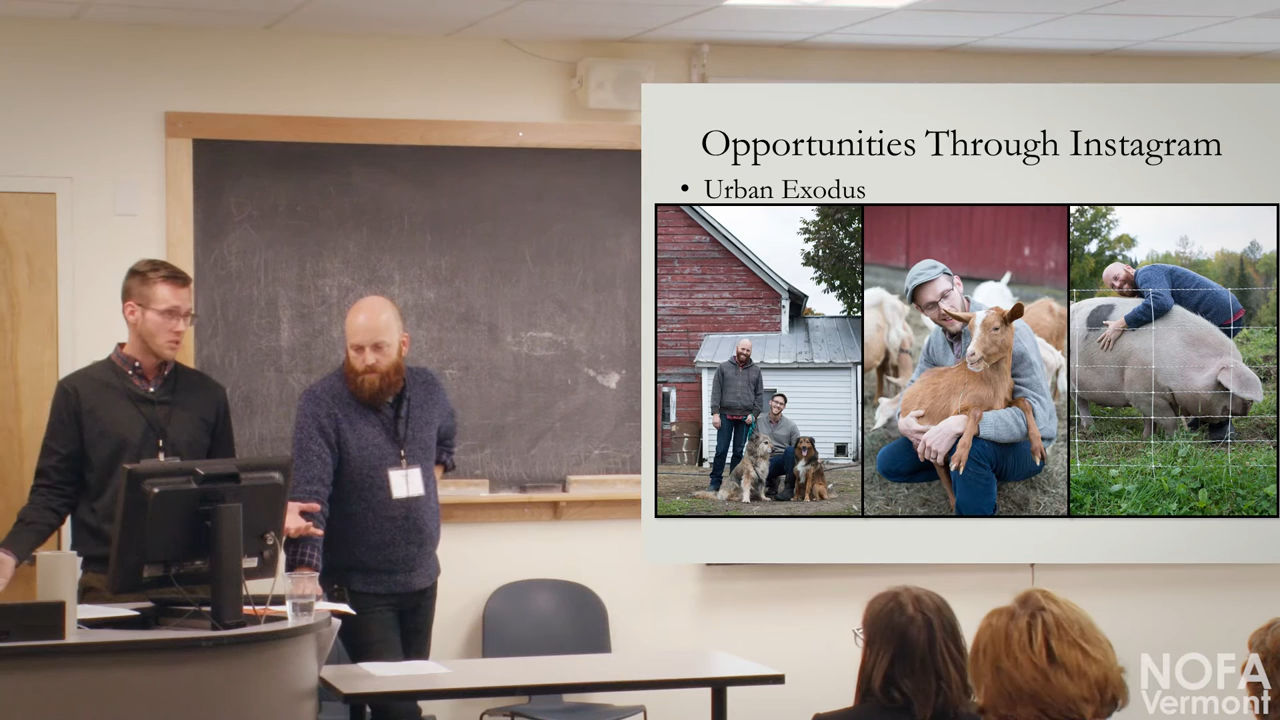 Opportunities Through Instagram
• Urban Exodus
NOFA
Vermont